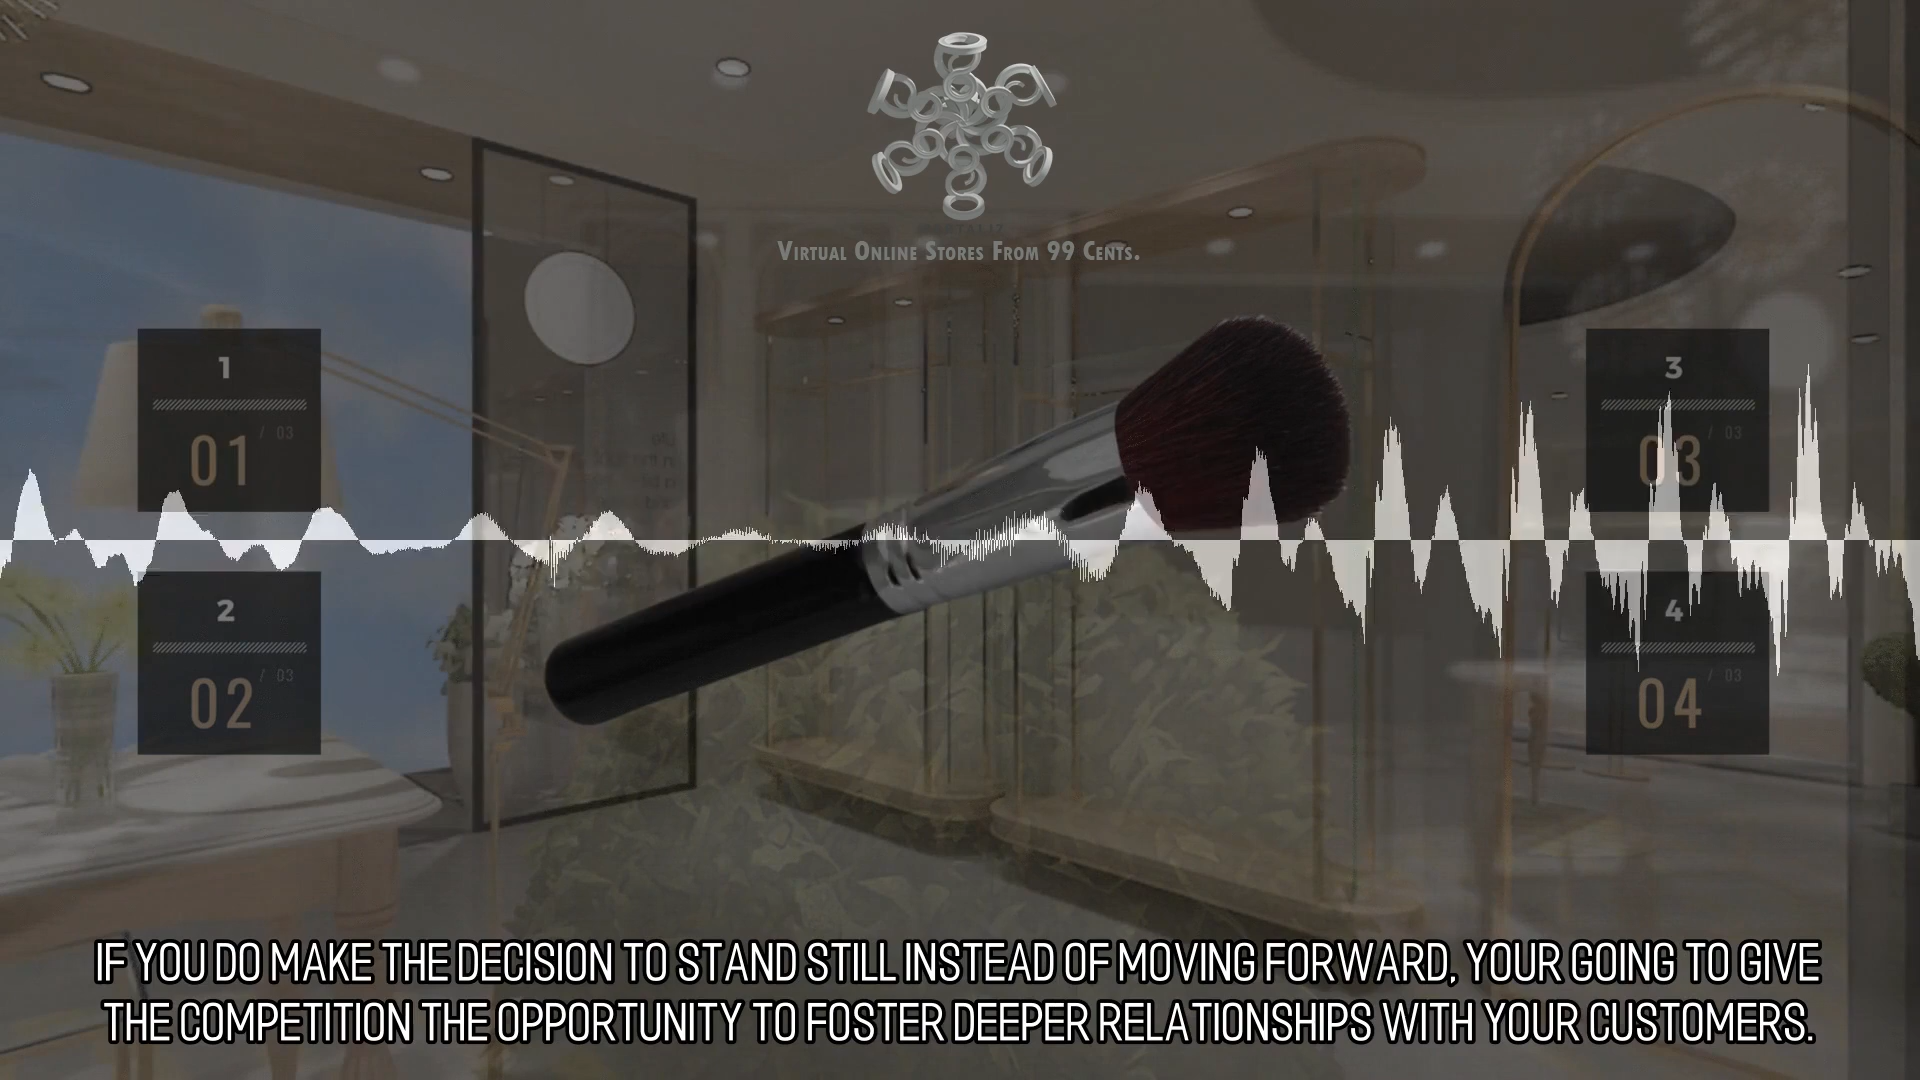 Virtual Online Stores From 99 Cents.
1
01 / 03
2
02 / 03
3
03 / 03
4
04 / 03
IF YOU DO MAKE THE DECISION TO STAND STILL INSTEAD OF MOVING FORWARD, YOUR GOING TO GIVE
THE COMPETITION THE OPPORTUNITY TO FOSTER DEEPER RELATIONSHIPS WITH YOUR CUSTOMERS.